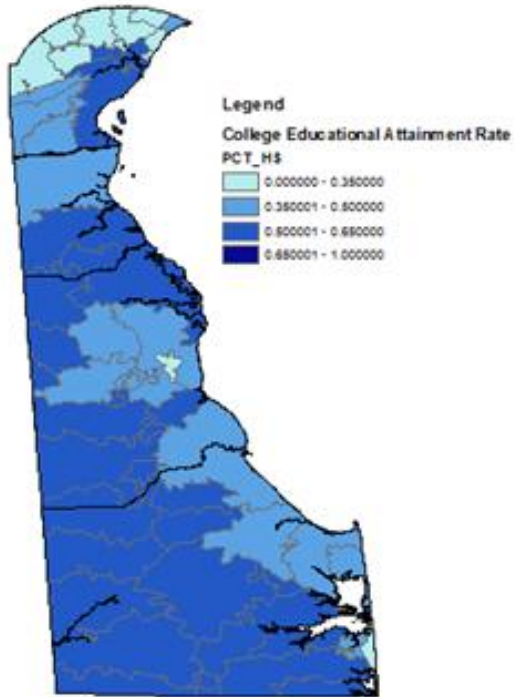 Legend
College Educational Attainment Rate
PCT_HS
0.000000 - 0.350000
0.350001 - 0.500000
0.500001 - 0.650000
0.650001 - 1.000000